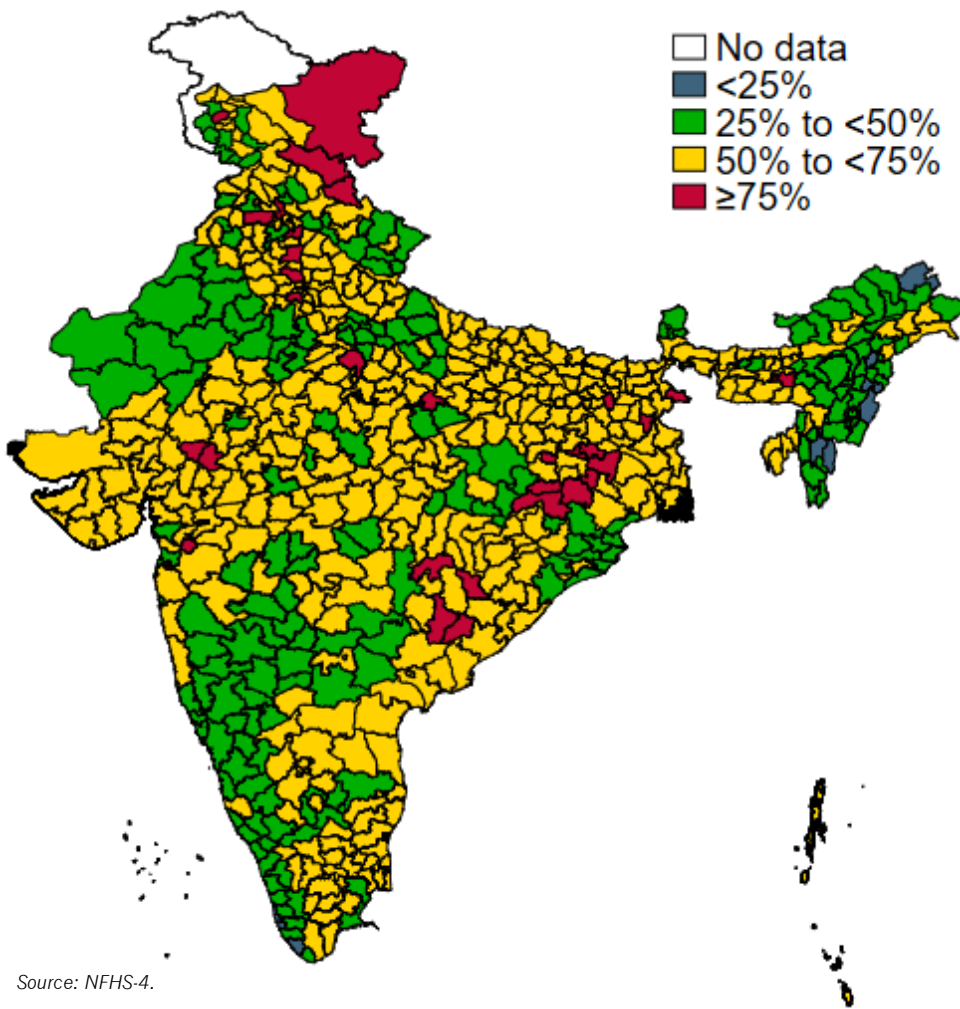 No data
<25%
25% to <50%
50% to <75%
≥75%
Source: NFHS-4.